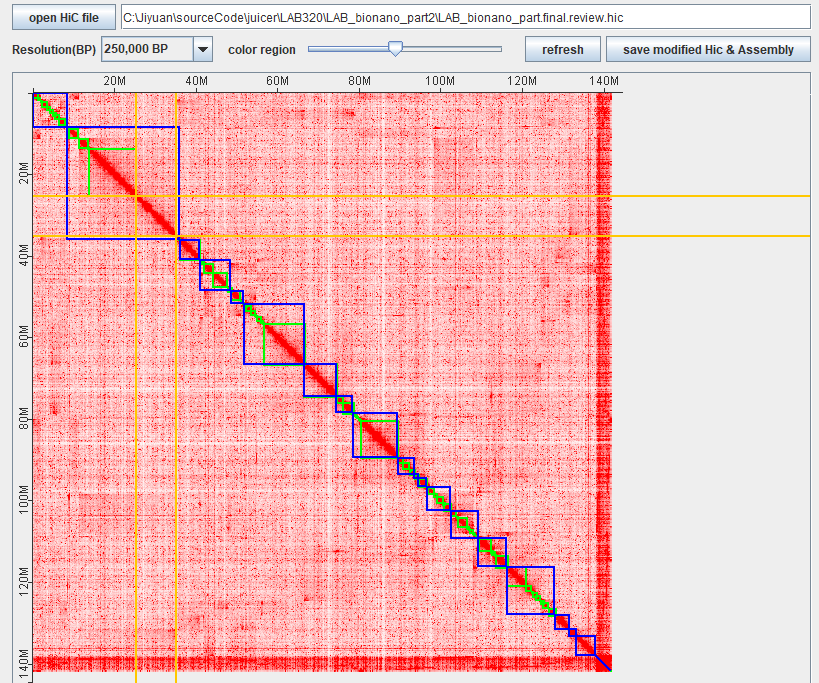 open HiC file C:\Jiyuan\sourceCode\juicer\LAB320\LAB_bionano_part2\LAB_bionano_part.final.review.hic
Resolution(BP) 250,000 BP color region refresh save modified Hic & Assembly
20M 40M 60M 80M 100M 120M 140M
20M
40M
60M
80M
100M
120M
140M